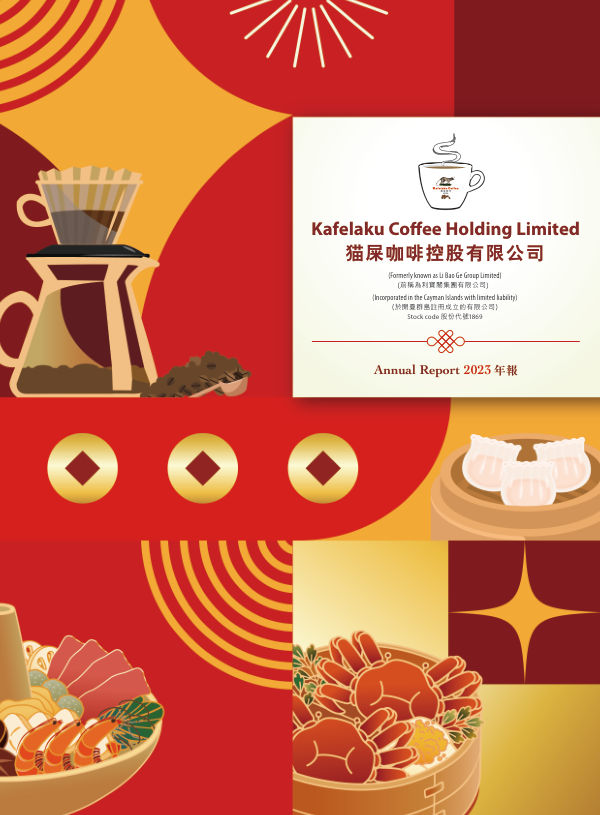 Kafelaku Coffee
Kafelaku Coffee Holding Limited
猫屎咖啡控股有限公司
(Formerly known as Li Bao Ge Group Limited)
(前稱為利寶閣集團有限公司)
(Incorporated in the Cayman Islands with limited liability)
(於開曼群島註冊成立的有限公司)
Stock code 股份代號1869
Annual Report 2023 年報